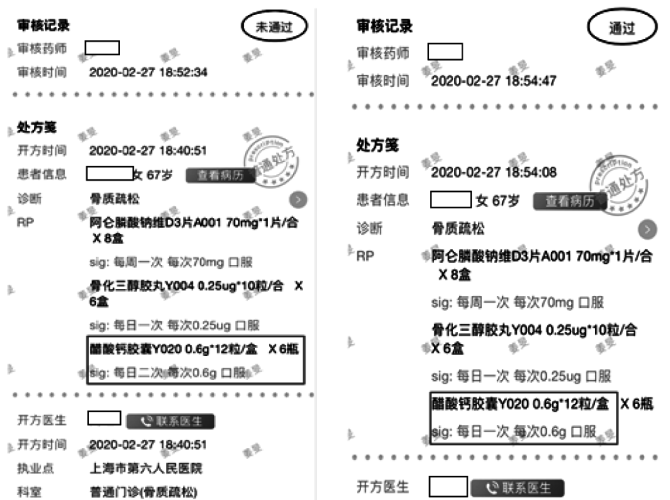 审核记录
未通过
审核药师
审核时间 2020-02-27 18:52:34
处方笺
开方时间 2020-02-27 18:40:51
患者信息 女 67岁 查看病历
诊断 骨质疏松
RP 阿仑膦酸钠维D3片A001 70mg*1片/合
X 8盒
sig: 每周一次 每次70mg 口服
骨化三醇胶丸Y004 0.25ug*10粒/合 X
6盒
sig: 每日一次 每次0.25ug 口服
醋酸钙胶囊Y020 0.6g*12粒/盒 X 6瓶
sig: 每日二次 每次0.6g 口服
开方医生 联系医生
开方时间 2020-02-27 18:40:51
执业点 上海市第六人民医院
科室 普通门诊(骨质疏松)
审核记录
通过
审核药师
审核时间 2020-02-27 18:54:47
处方笺
开方时间 2020-02-27 18:54:08
患者信息 女 67岁 查看病历
诊断 骨质疏松
RP 阿仑膦酸钠维D3片A001 70mg*1片/合
X 8盒
sig: 每周一次 每次70mg 口服
骨化三醇胶丸Y004 0.25ug*10粒/合
X 6盒
sig: 每日一次 每次0.25ug 口服
醋酸钙胶囊Y020 0.6g*12粒/盒 X 6瓶
sig: 每日一次 每次0.6g 口服
开方医生 联系医生